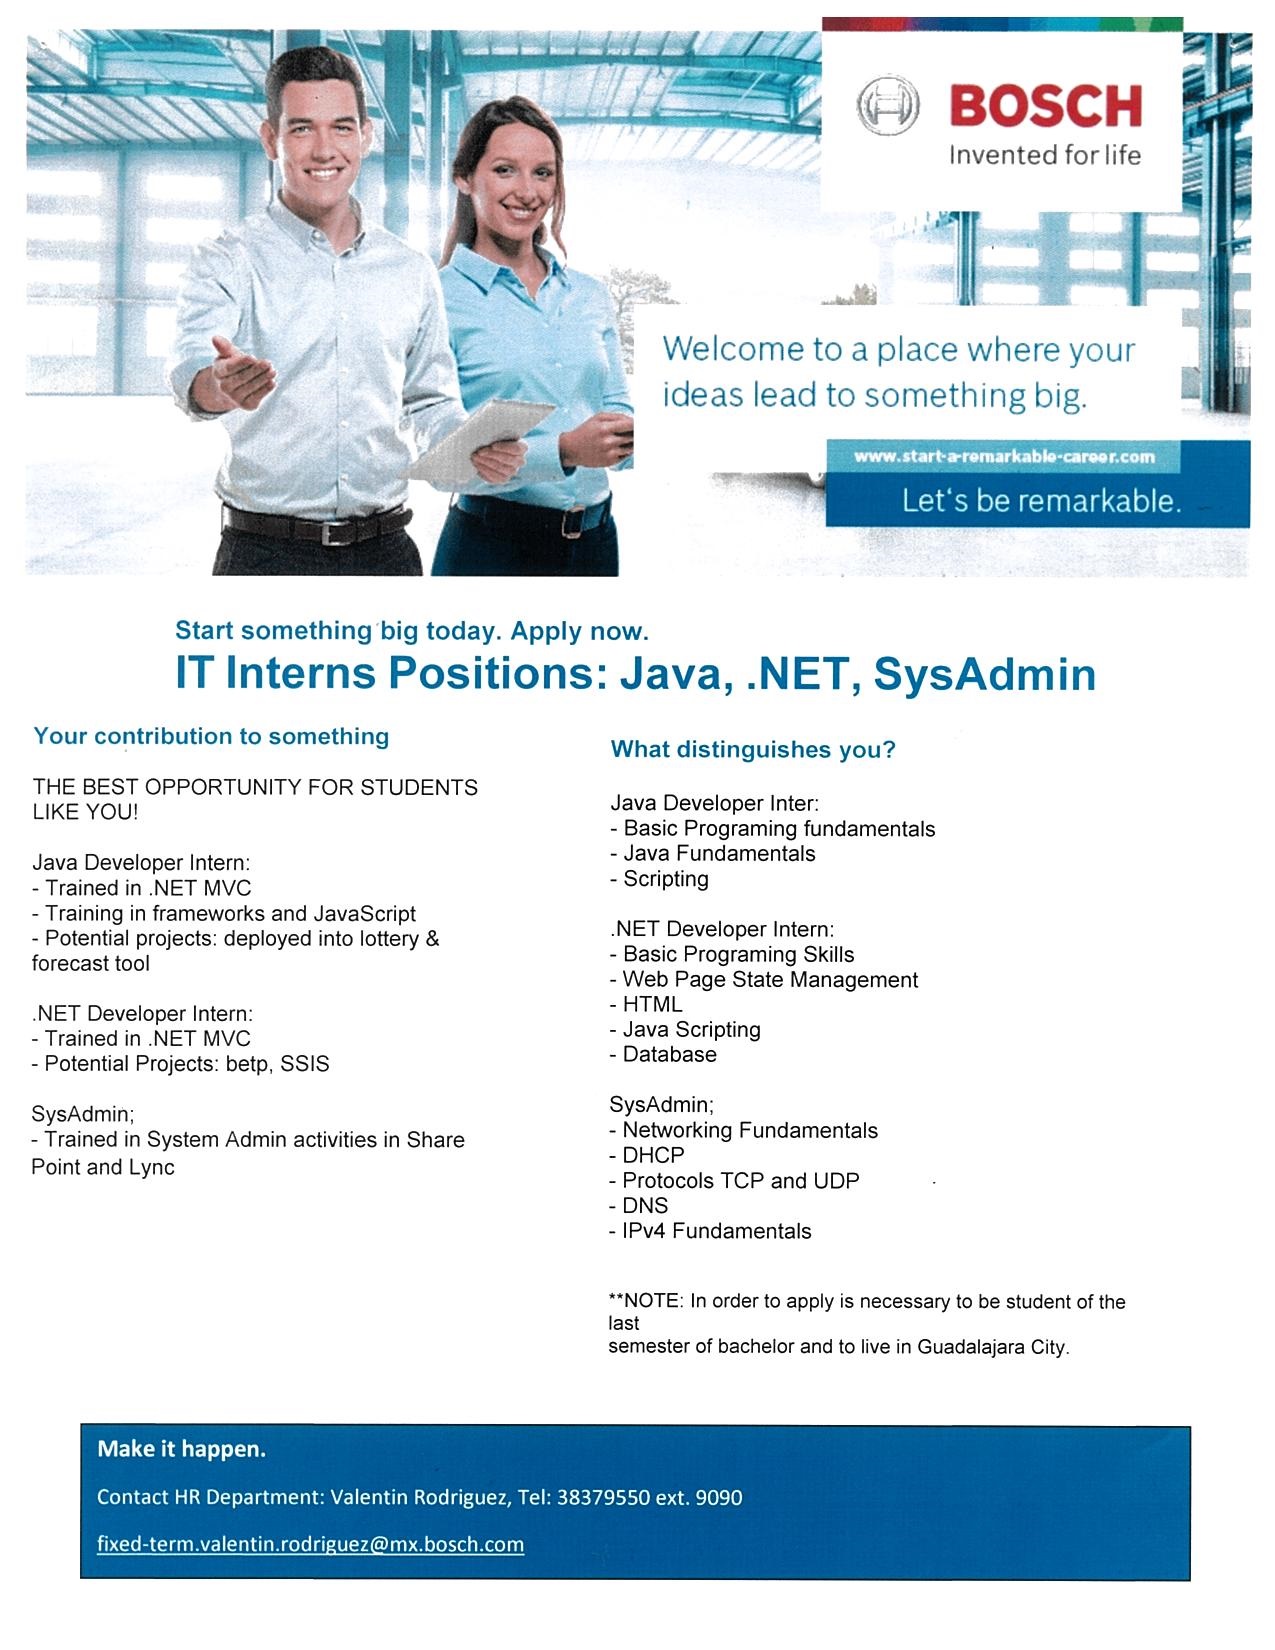 BOSCH
Invented for life
Welcome to a place where your
ideas lead to something big.
www.start-a-remarkable-career.com
Let's be remarkable.
Start something big today. Apply now.
IT Interns Positions: Java, .NET, SysAdmin
Your contribution to something
THE BEST OPPORTUNITY FOR STUDENTS
LIKE YOU!
Java Developer Intern:
- Trained in .NET MVC
- Training in frameworks and JavaScript
- Potential projects: deployed into lottery &
forecast tool
.NET Developer Intern:
- Trained in .NET MVC
- Potential Projects: betp, SSIS
SysAdmin;
- Trained in System Admin activities in Share
Point and Lync
What distinguishes you?
Java Developer Inter:
- Basic Programing fundamentals
- Java Fundamentals
- Scripting
.NET Developer Intern:
- Basic Programing Skills
- Web Page State Management
- HTML
- Java Scripting
- Database
SysAdmin;
- Networking Fundamentals
- DHCP
- Protocols TCP and UDP
- DNS
- IPv4 Fundamentals
**NOTE: In order to apply is necessary to be student of the
last
semester of bachelor and to live in Guadalajara City.
Make it happen.
Contact HR Department: Valentin Rodriguez, Tel: 38379550 ext. 9090
fixed-term.valentin.rodriguez@mx.bosch.com